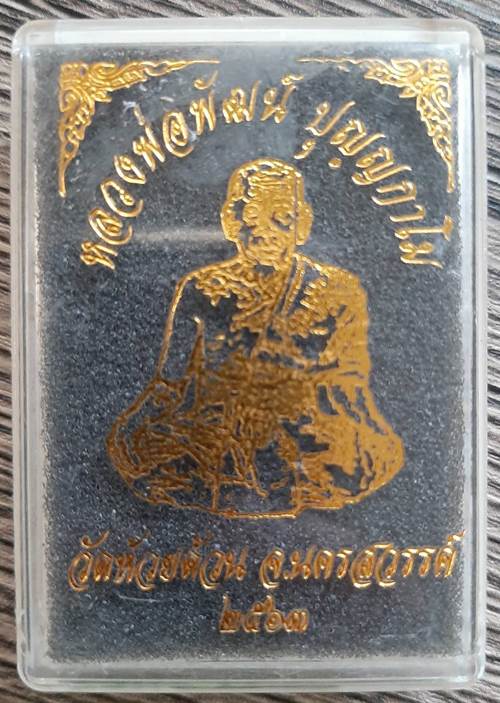 หลวงพ่อพัฒน์ ปุญญกาโม
วัดห้วยด้วน จ.นครสวรรค์
๒๕๖๓